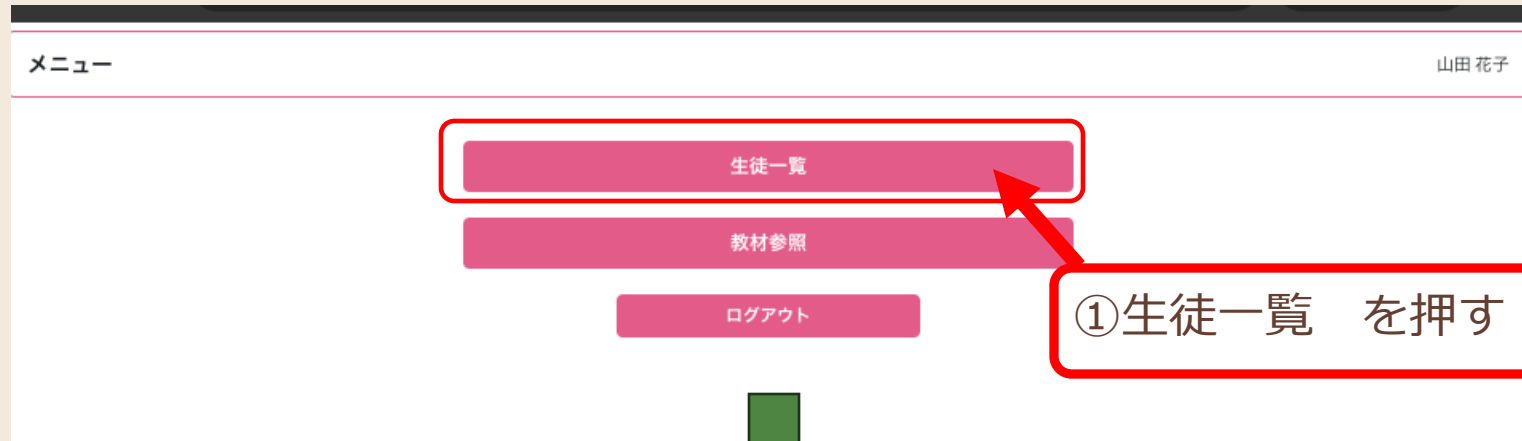 メニュー
山田 花子
生徒一覧
教材参照
ログアウト
①生徒一覧　を押す